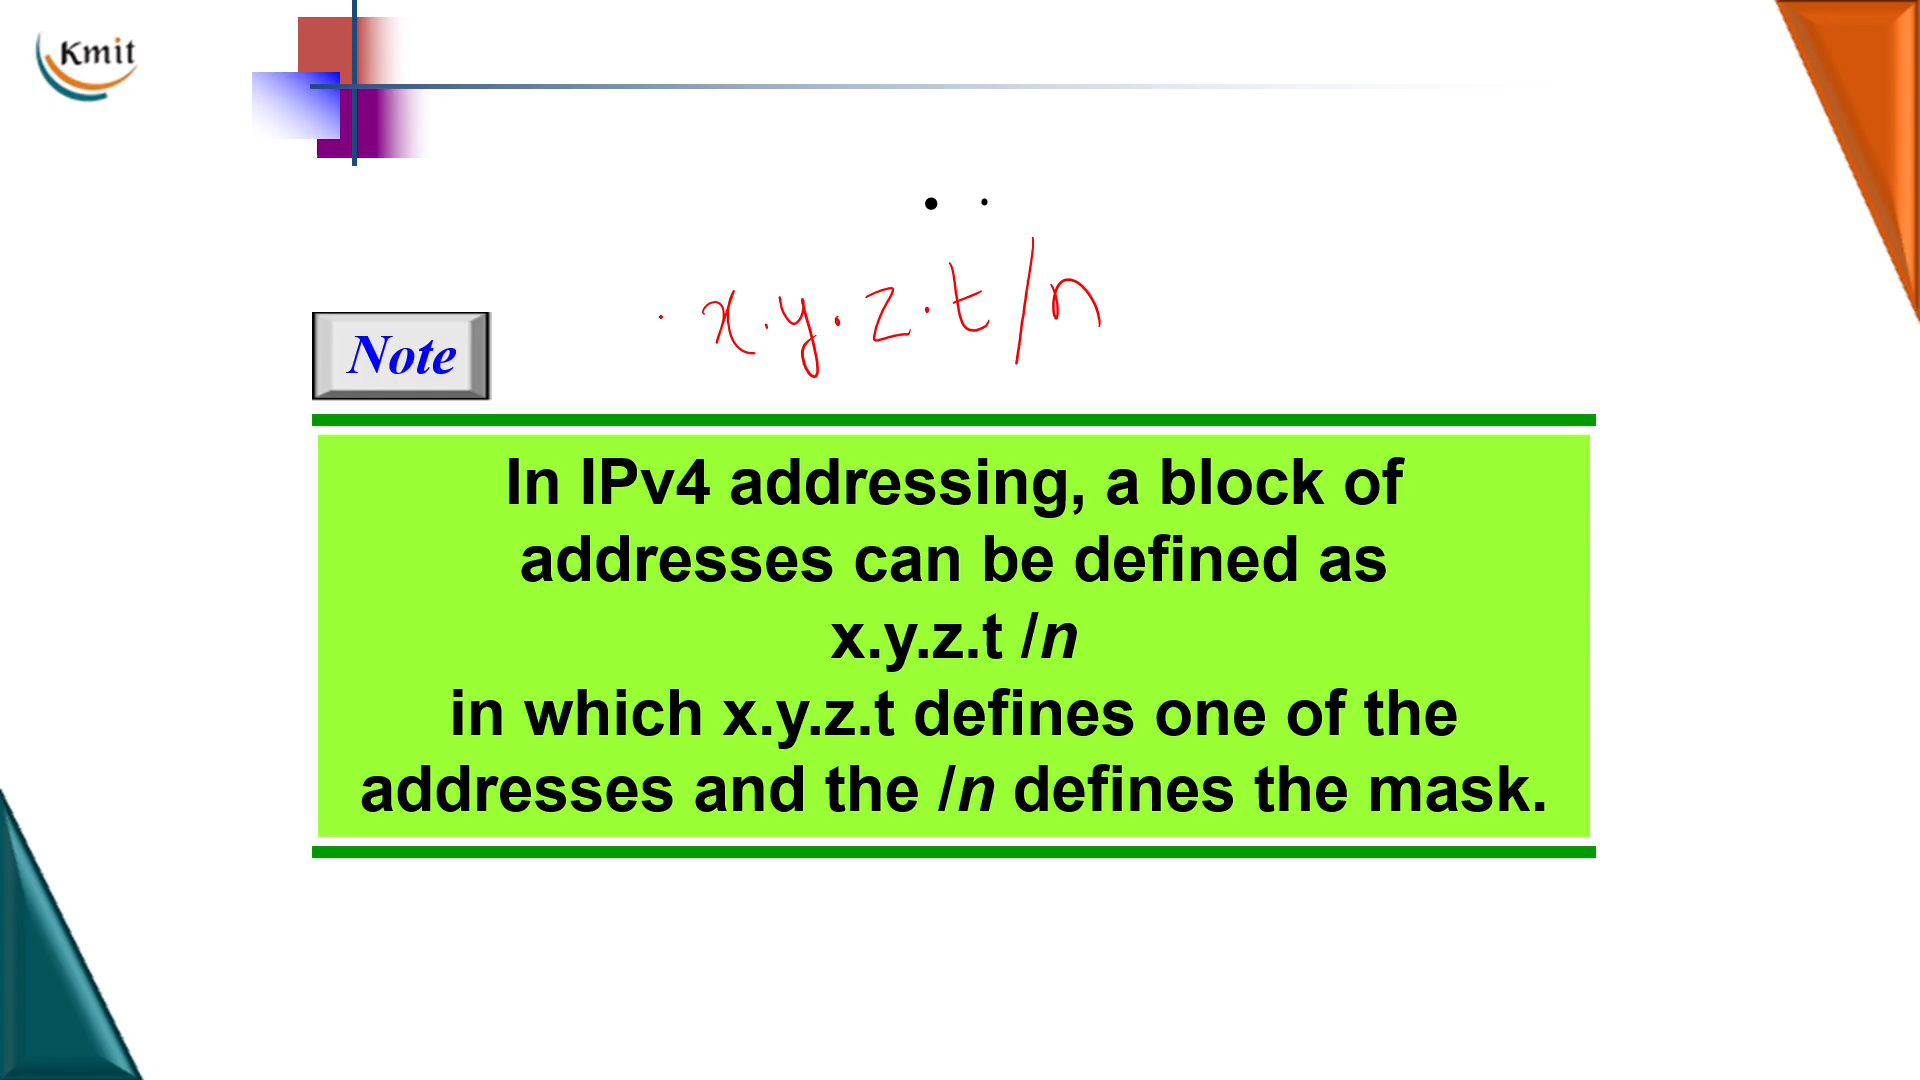 Kmit
x.y.z.t/n
Note
In IPv4 addressing, a block of
addresses can be defined as
x.y.z.t /n
in which x.y.z.t defines one of the
addresses and the /n defines the mask.